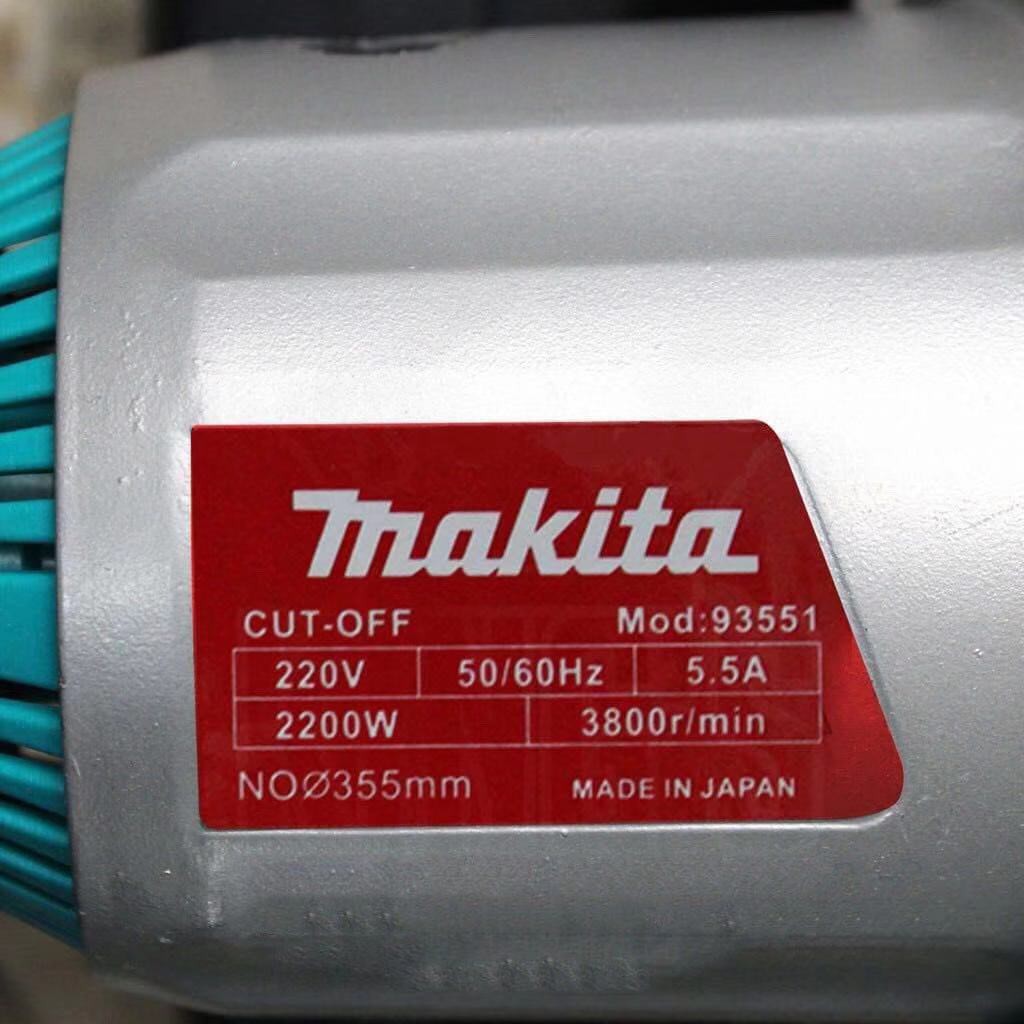 makita
CUT-OFF Mod:93551
220V 50/60Hz 5.5A
2200W 3800r/min
NOØ355mm MADE IN JAPAN